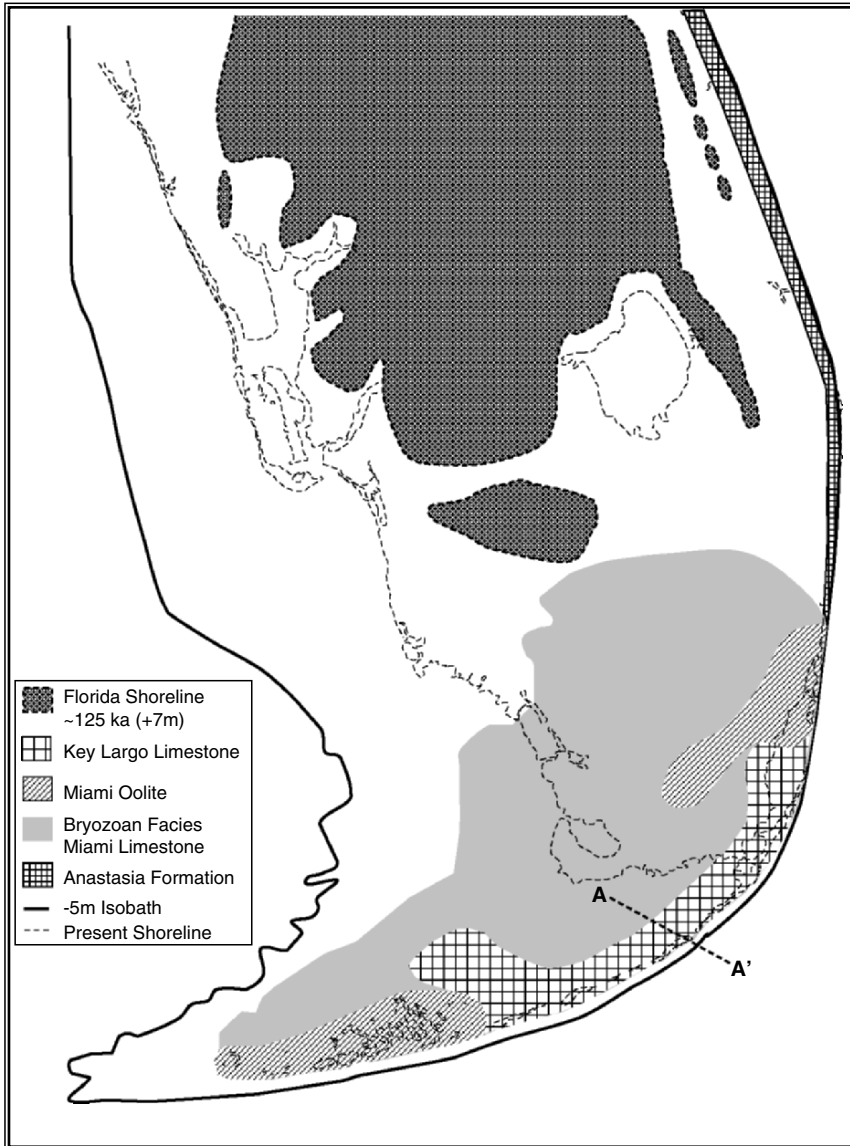 Florida Shoreline
~125 ka (+7m)
Key Largo Limestone
Miami Oolite
Bryozoan Facies
Miami Limestone
Anastasia Formation
-5m Isobath
Present Shoreline
A
A'